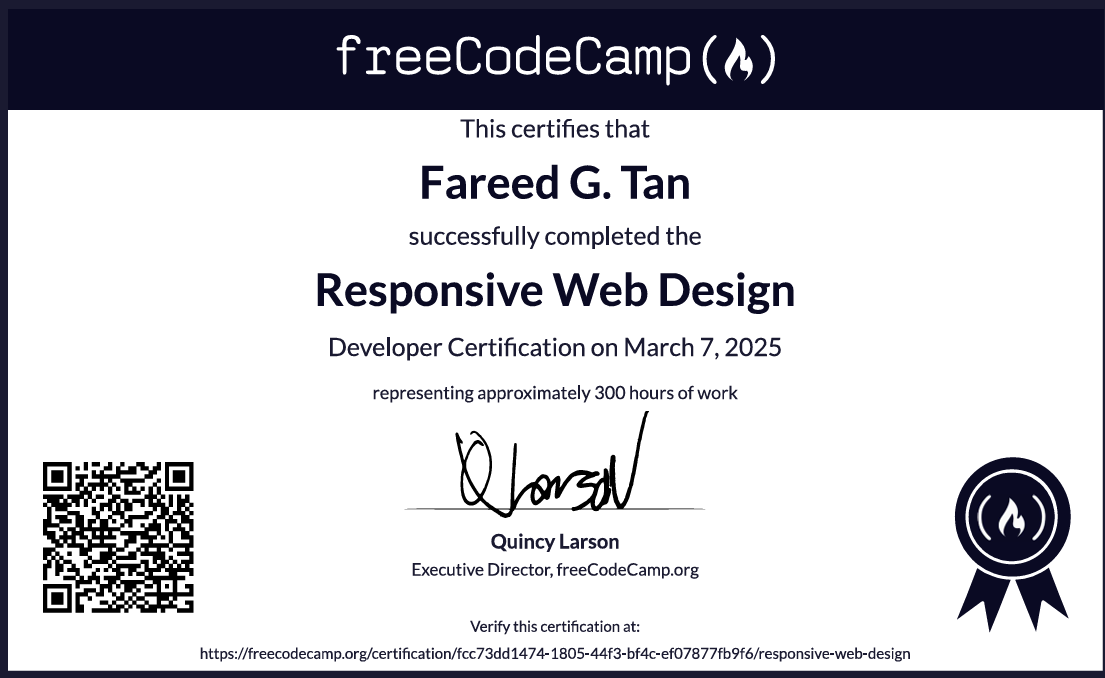 freeCodeCamp
This certifies that
Fareed G. Tan
successfully completed the
Responsive Web Design
Developer Certification on March 7, 2025
representing approximately 300 hours of work
Q Larson
Quincy Larson
Executive Director, freeCodeCamp.org
Verify this certification at:
https://freecodecamp.org/certification/fcc73dd1474-1805-44f3-bf4c-ef07877fb9f6/responsive-web-design